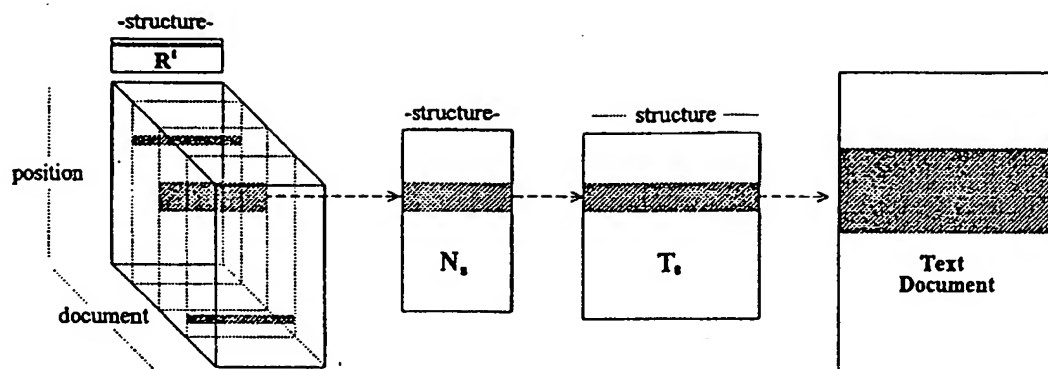 -structure-
R^t
-structure-
structure
position
N_s
T_s
Text
Document
document